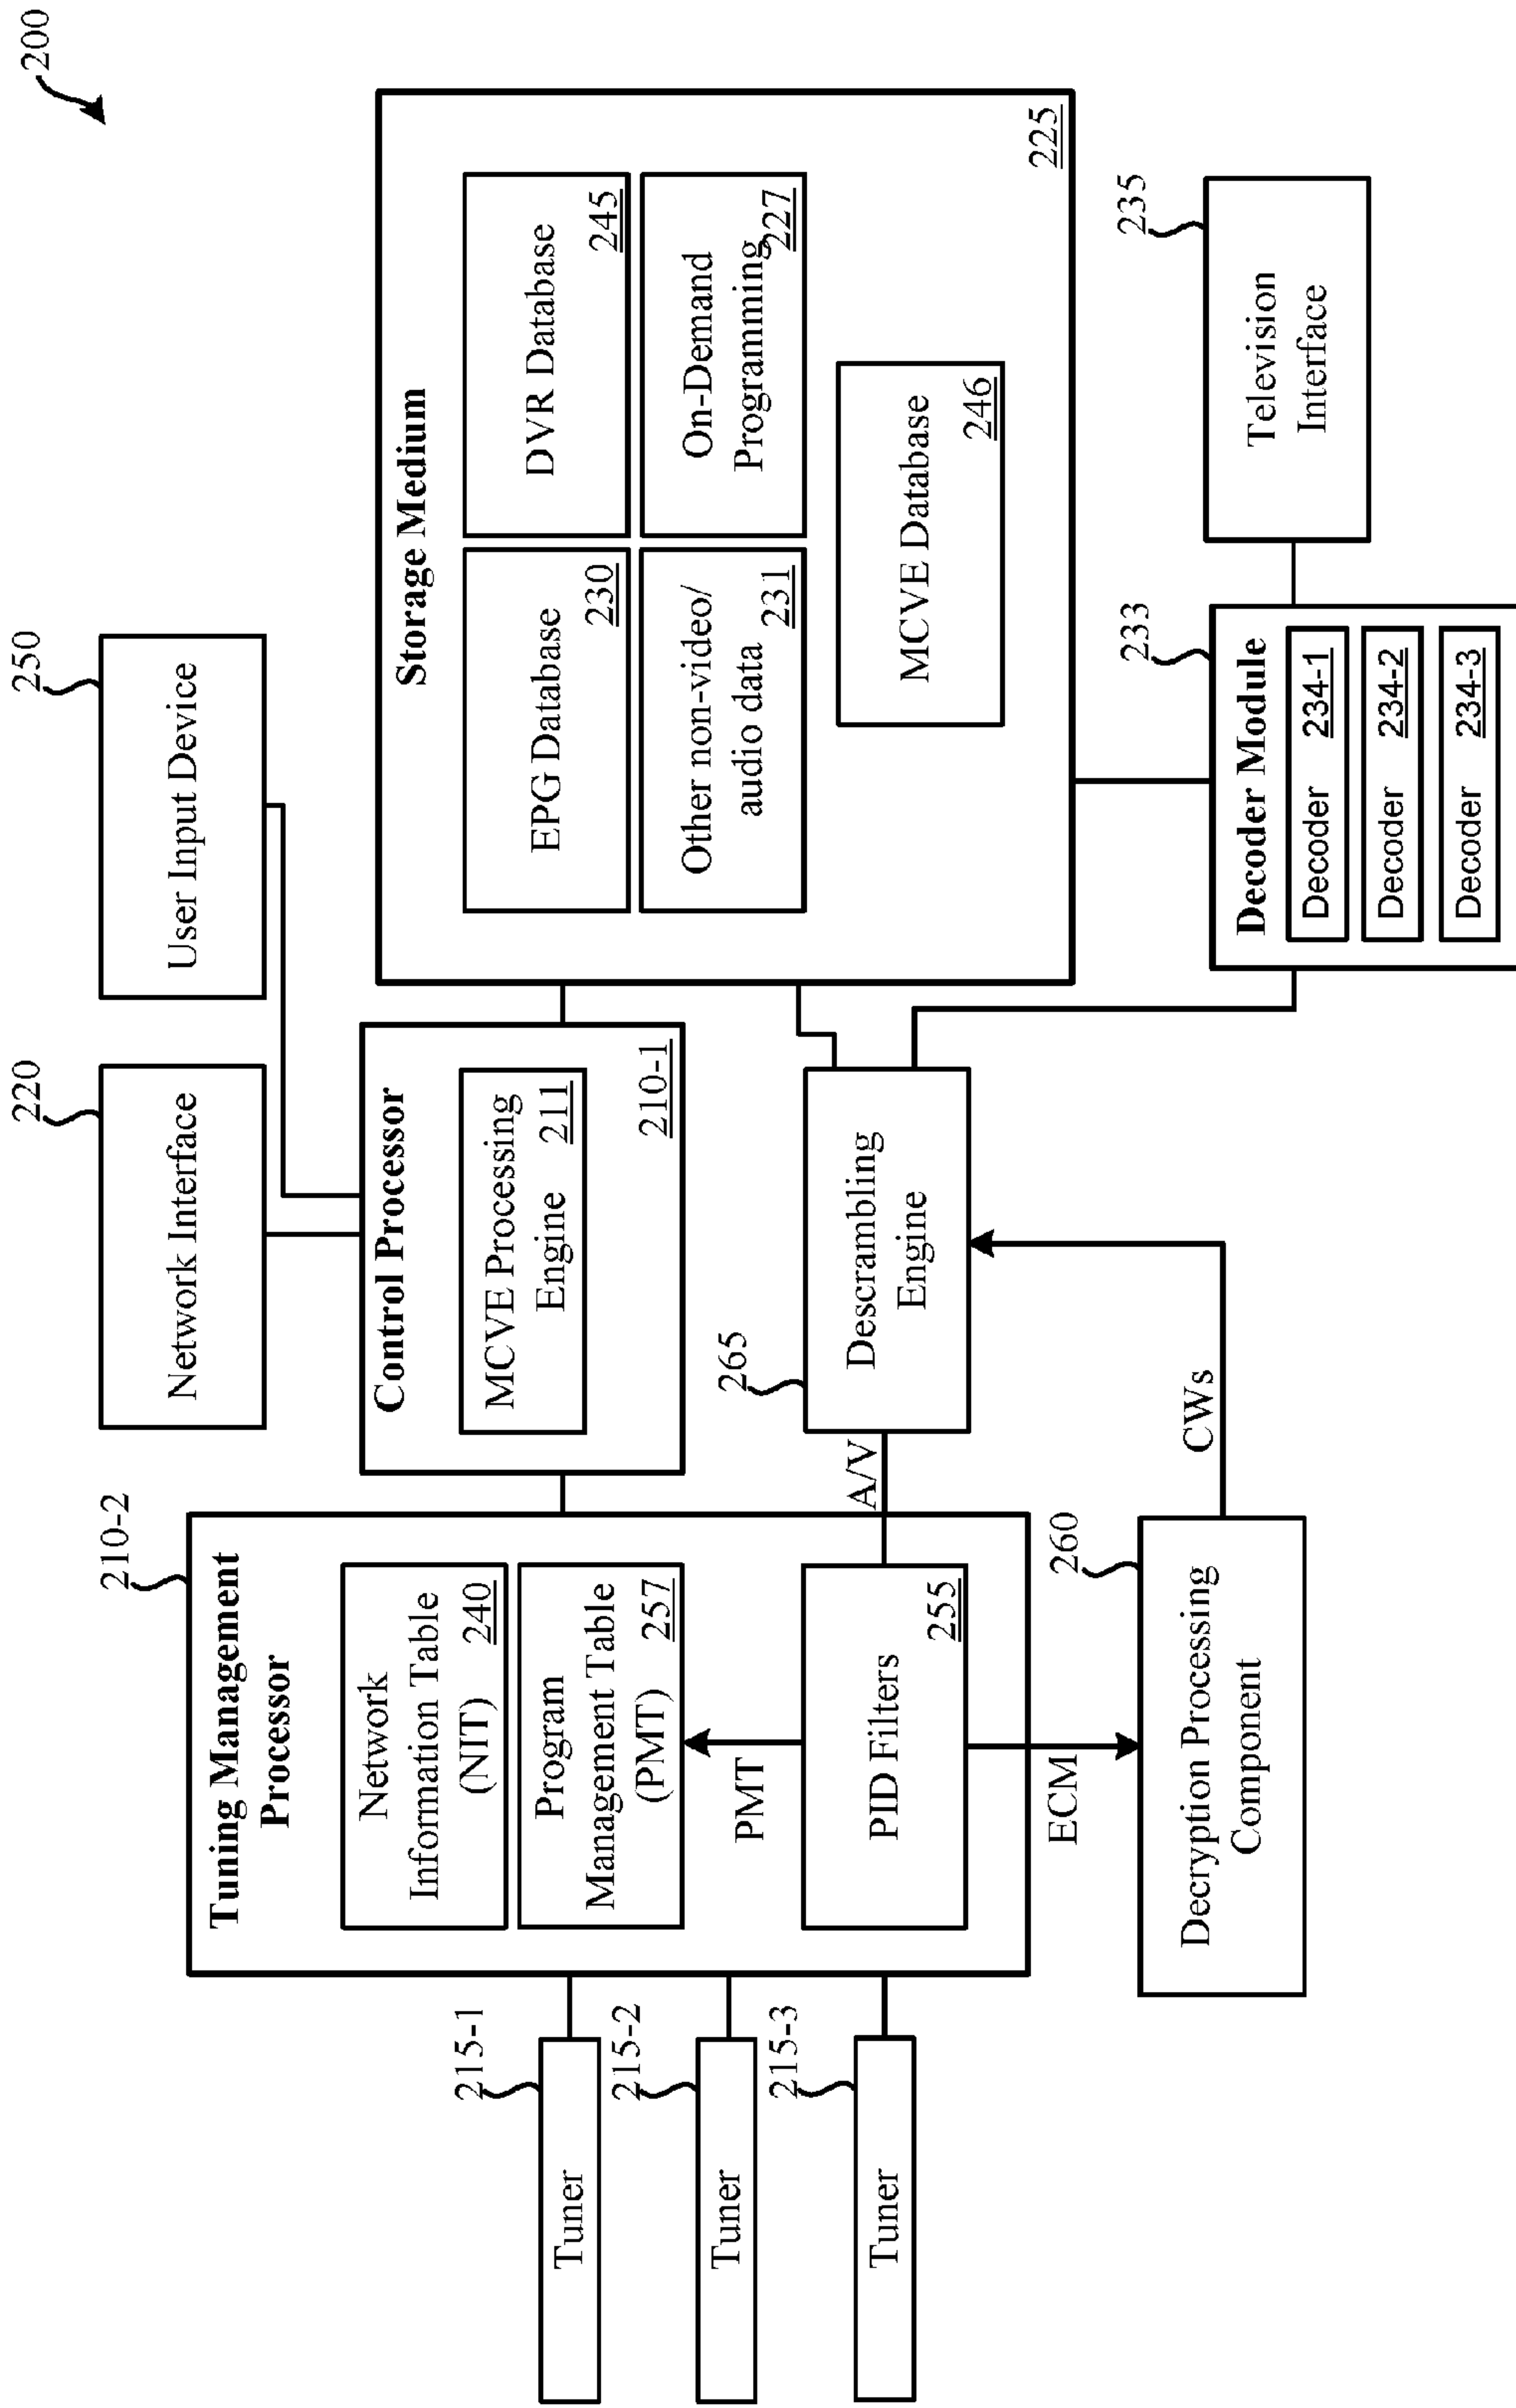 200
220
250
Network Interface
User Input Device
210-2
Tuning Management
Processor
Network
Information Table
(NIT) 240
Program
Management Table
(PMT) 257
PMT
PID Filters
255
ECM
215-1
Tuner
215-2
Tuner
215-3
Tuner
260
Decryption Processing
Component
CWs
A/V
Control Processor
MCVE Processing
Engine 211
210-1
265
Descrambling
Engine
Storage Medium
EPG Database
230
DVR Database
245
Other non-video/
audio data 231
On-Demand
Programming
227
MCVE Database
246
225
233
Decoder Module
Decoder 234-1
Decoder 234-2
Decoder 234-3
235
Television
Interface